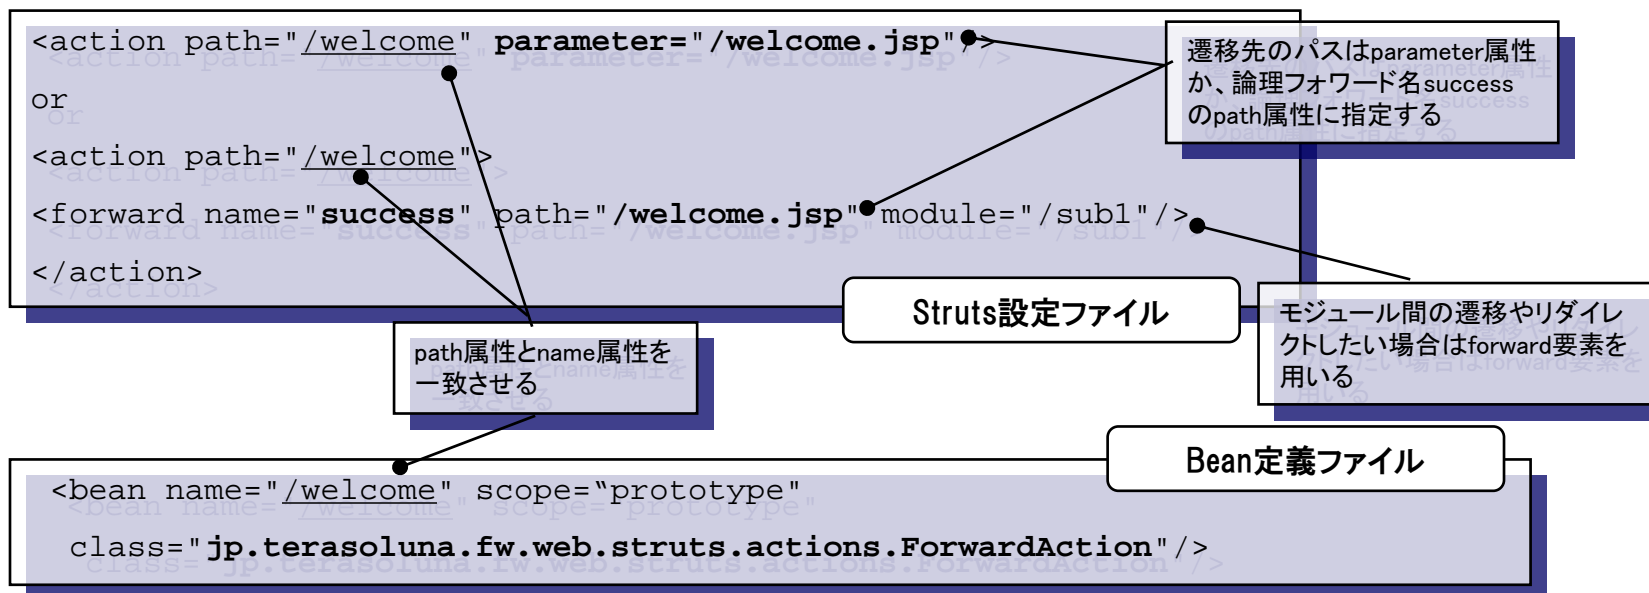 <action path="/welcome" parameter="/welcome.jsp"/>
or
<action path="/welcome">
<forward name="success" path="/welcome.jsp" module="/sub1"/>
</action>
遷移先のパスはparameter属性
か、論理フォワード名success
のpath属性に指定する
Struts設定ファイル
モジュール間の遷移やリダイレ
クトしたい場合はforward要素を
用いる
path属性とname属性を
一致させる
Bean定義ファイル
<bean name="/welcome" scope=“prototype"
class="jp.terasoluna.fw.web.struts.actions.ForwardAction"/>